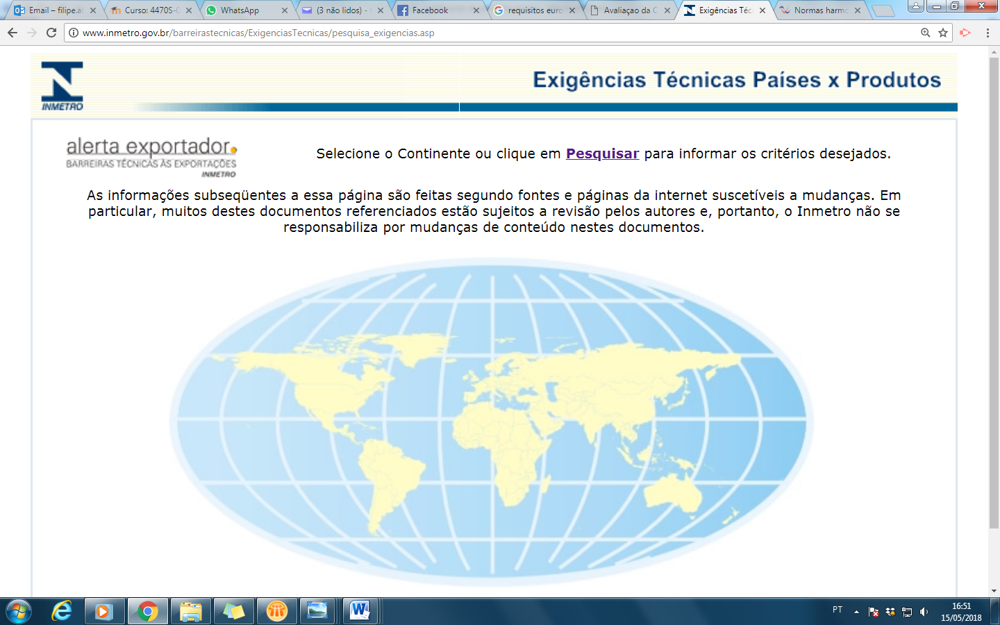 Email – filipe.al
Curso: 4470S-
WhatsApp
(3 não lidos) -
Facebook
requisitos euro
Avaliaçao da C
Exigências Téc
Normas harmo
www.inmetro.gov.br/barreirastecnicas/ExigenciasTecnicas/pesquisa_exigencias.asp
INMETRO
Exigências Técnicas Países x Produtos
alerta exportador
BARREIRAS TÉCNICAS ÀS EXPORTAÇÕES
INMETRO
Selecione o Continente ou clique em Pesquisar para informar os critérios desejados.
As informações subseqüentes a essa página são feitas segundo fontes e páginas da internet suscetíveis a mudanças. Em
particular, muitos destes documentos referenciados estão sujeitos a revisão pelos autores e, portanto, o Inmetro não se
responsabiliza por mudanças de conteúdo nestes documentos.
PT
16:51
15/05/2018